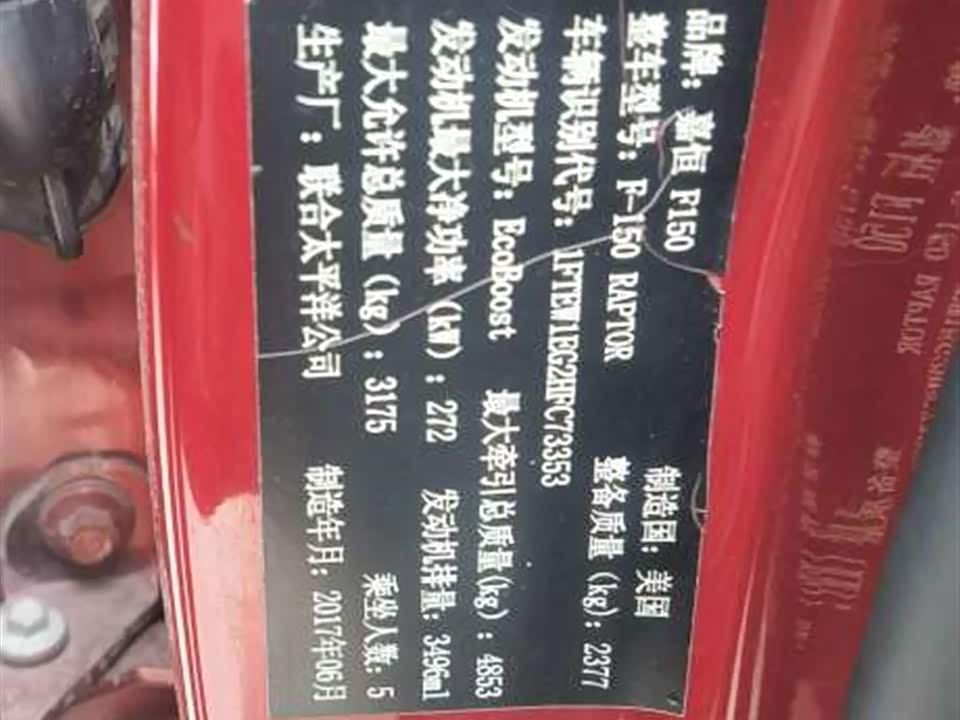 品牌：嘉恒 F150 制造国：美国
整车型号：F-150 RAPTOR 整备质量（kg）：2377
车辆识别代号：1FTEW1EG2HFC73353
发动机型号：EcoBoost 最大牵引总质量(kg)：4853
发动机最大净功率（kW）：272 发动机排量：3496ml
最大允许总质量（kg）：3175 乘坐人数：5
生产厂：联合太平洋公司 制造年月：2017年06月